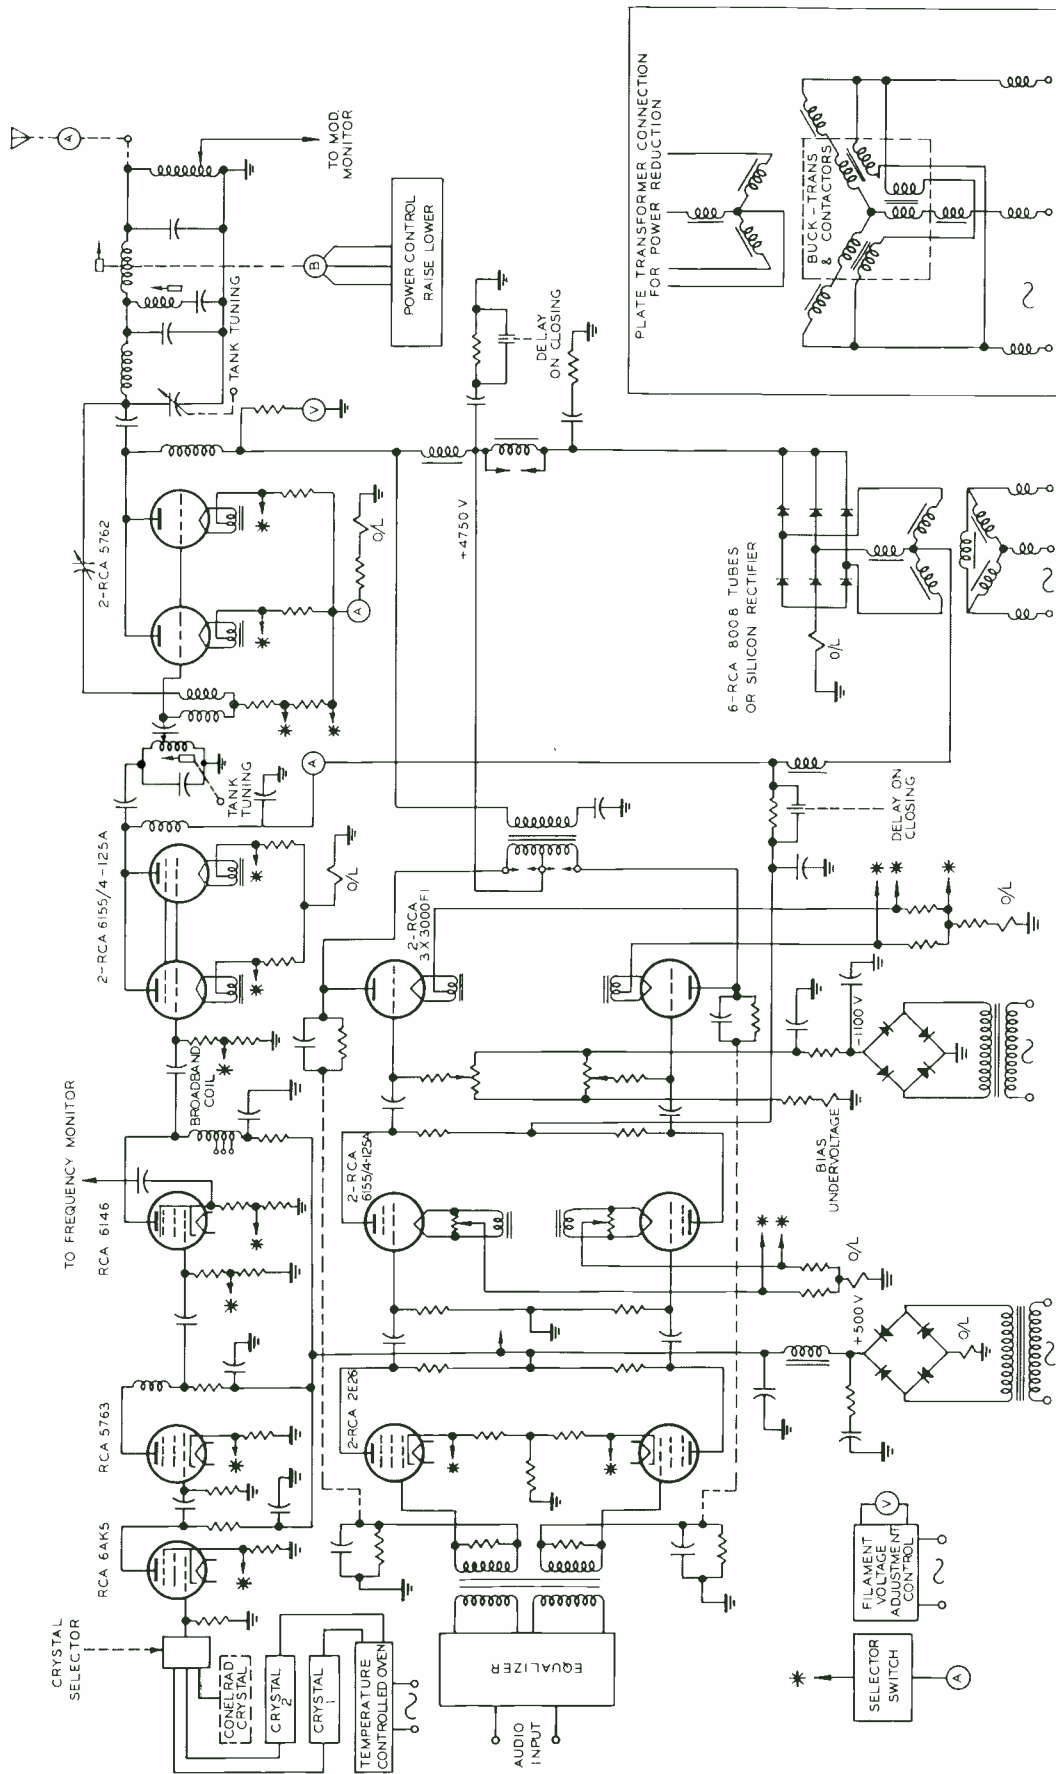 CRYSTAL
SELECTOR
CONELRAD
CRYSTAL
CRYSTAL
2
CRYSTAL
1
TEMPERATURE
CONTROLLED OVEN
RCA 6AK5
RCA 5763
TO FREQUENCY MONITOR
RCA 6146
BROADBAND
COIL
2-RCA 6155/4-125A
O/L
TANK
TUNING
A
2-RCA 5762
A
O/L
V
TANK TUNING
A
TO MOD.
MONITOR
B
POWER CONTROL
RAISE LOWER
AUDIO
INPUT
EQUALIZER
2-RCA 2E26
2-RCA
6155/4-125A
2-RCA
3X3000F1
+4750 V
DELAY
ON CLOSING
6-RCA 8008 TUBES
OR SILICON RECTIFIER
O/L
DELAY ON
CLOSING
O/L
-1100 V
BIAS
UNDERVOLTAGE
O/L
+500 V
O/L
SELECTOR
SWITCH
A
FILAMENT
VOLTAGE
ADJUSTMENT
CONTROL
V
PLATE TRANSFORMER CONNECTION
FOR POWER REDUCTION
BUCK-TRANS
& CONTACTORS